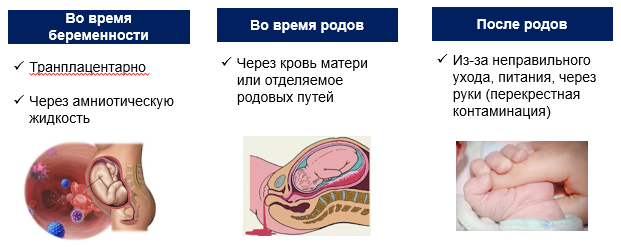 Во время
беременности
✓ Транплацентарно
✓ Через амниотическую
жидкость
Во время родов
✓ Через кровь матери
или отделяемое
родовых путей
После родов
✓ Из-за неправильного
ухода, питания, через
руки (перекрестная
контаминация)